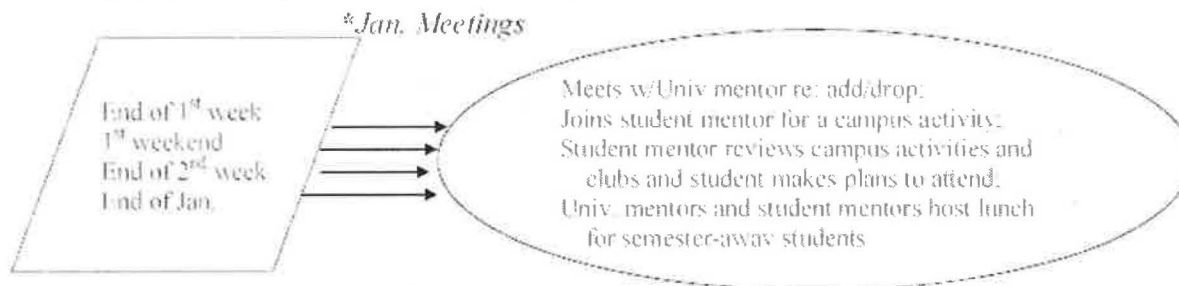 *Jan. Meetings
End of 1st week
1st weekend
End of 2nd week
End of Jan.
Meets w/Univ mentor re: add/drop;
Joins student mentor for a campus activity;
Student mentor reviews campus activities and
clubs and student makes plans to attend;
Univ. mentors and student mentors host lunch
for semester-away students